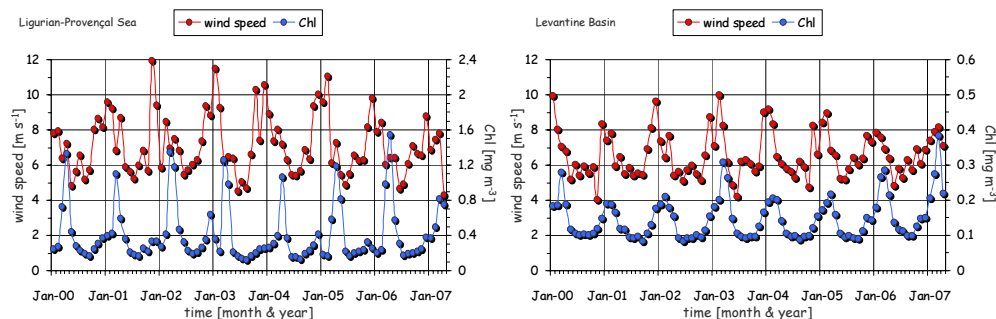 Ligurian-Provençal Sea
wind speed Chl
12
10
8
6
4
2
0
2.4
2
1.6
1.2
0.8
0.4
0
wind speed [m s⁻¹]
Chl [mg m⁻³]
Jan-00 Jan-01 Jan-02 Jan-03 Jan-04 Jan-05 Jan-06 Jan-07
time [month & year]
Levantine Basin
wind speed Chl
12
10
8
6
4
2
0
0.6
0.5
0.4
0.3
0.2
0.1
0
wind speed [m s⁻¹]
Chl [mg m⁻³]
Jan-00 Jan-01 Jan-02 Jan-03 Jan-04 Jan-05 Jan-06 Jan-07
time [month & year]